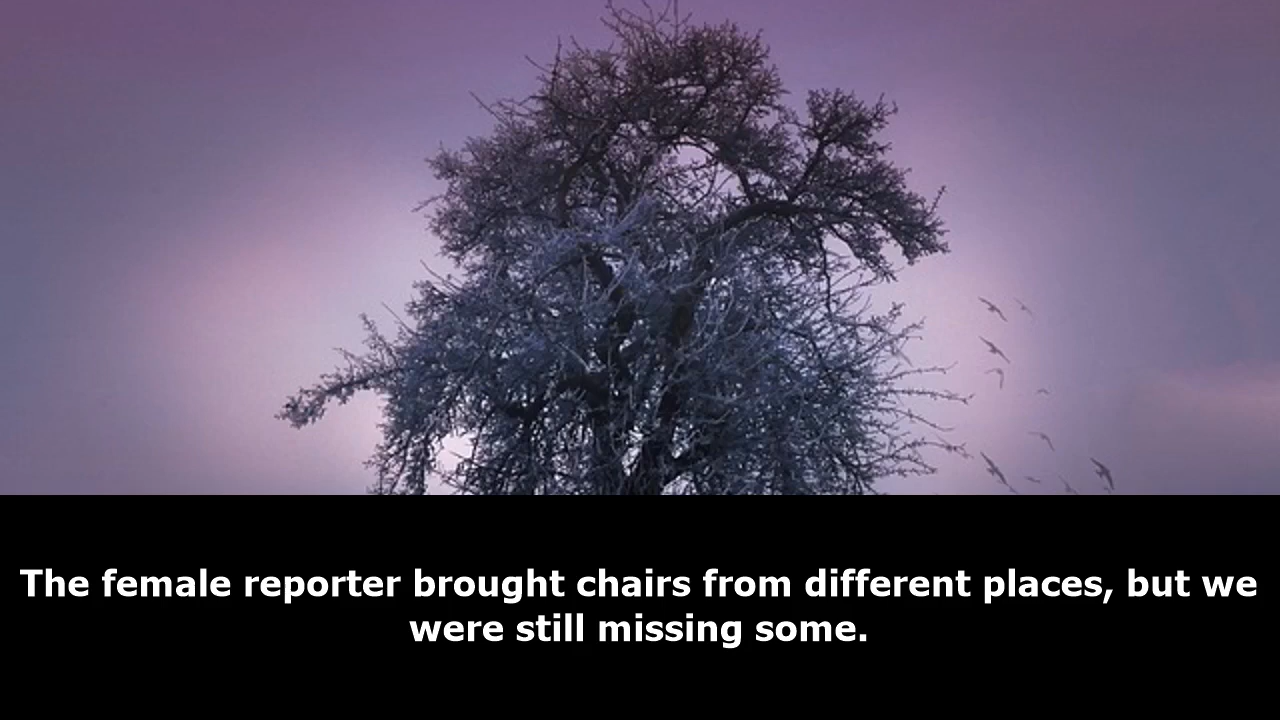 The female reporter brought chairs from different places, but we
were still missing some.